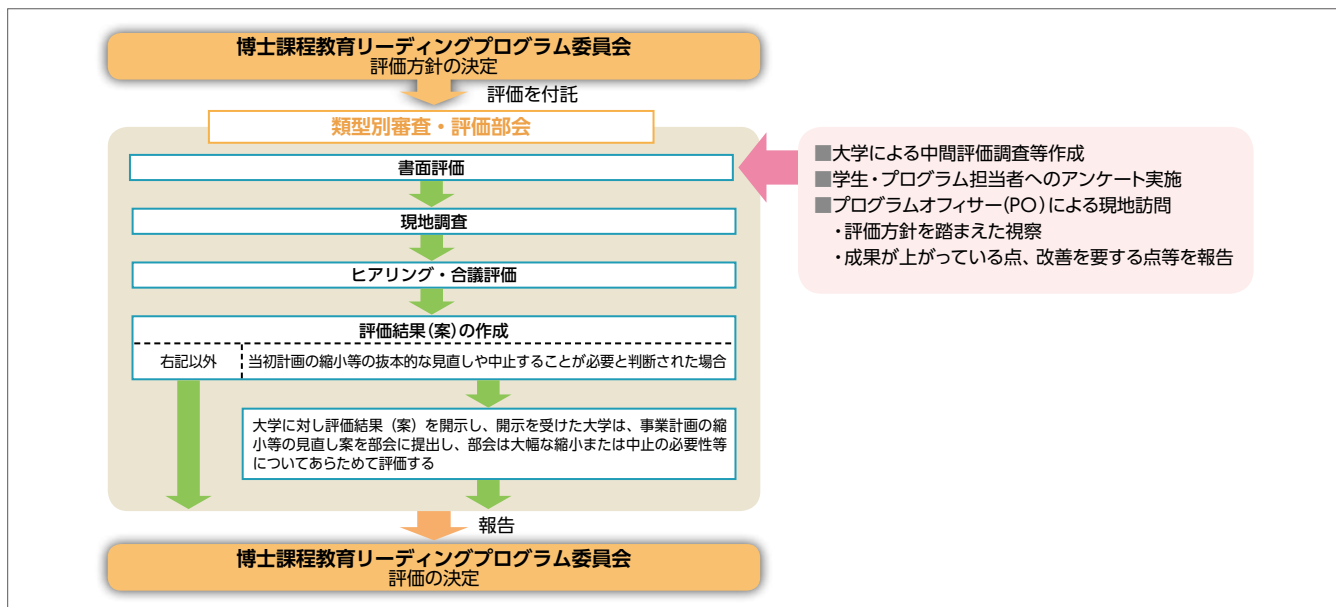 博士課程教育リーディングプログラム委員会
評価方針の決定
評価を付託
類型別審査・評価部会
書面評価
現地調査
ヒアリング・合議評価
評価結果(案)の作成
右記以外
当初計画の縮小等の抜本的な見直しや中止することが必要と判断された場合
大学に対し評価結果（案）を開示し、開示を受けた大学は、事業計画の縮
小等の見直し案を部会に提出し、部会は大幅な縮小または中止の必要性等
についてあらためて評価する
■大学による中間評価調査等作成
■学生・プログラム担当者へのアンケート実施
■プログラムオフィサー(PO)による現地訪問
・評価方針を踏まえた視察
・成果が上がっている点、改善を要する点等を報告
報告
博士課程教育リーディングプログラム委員会
評価の決定